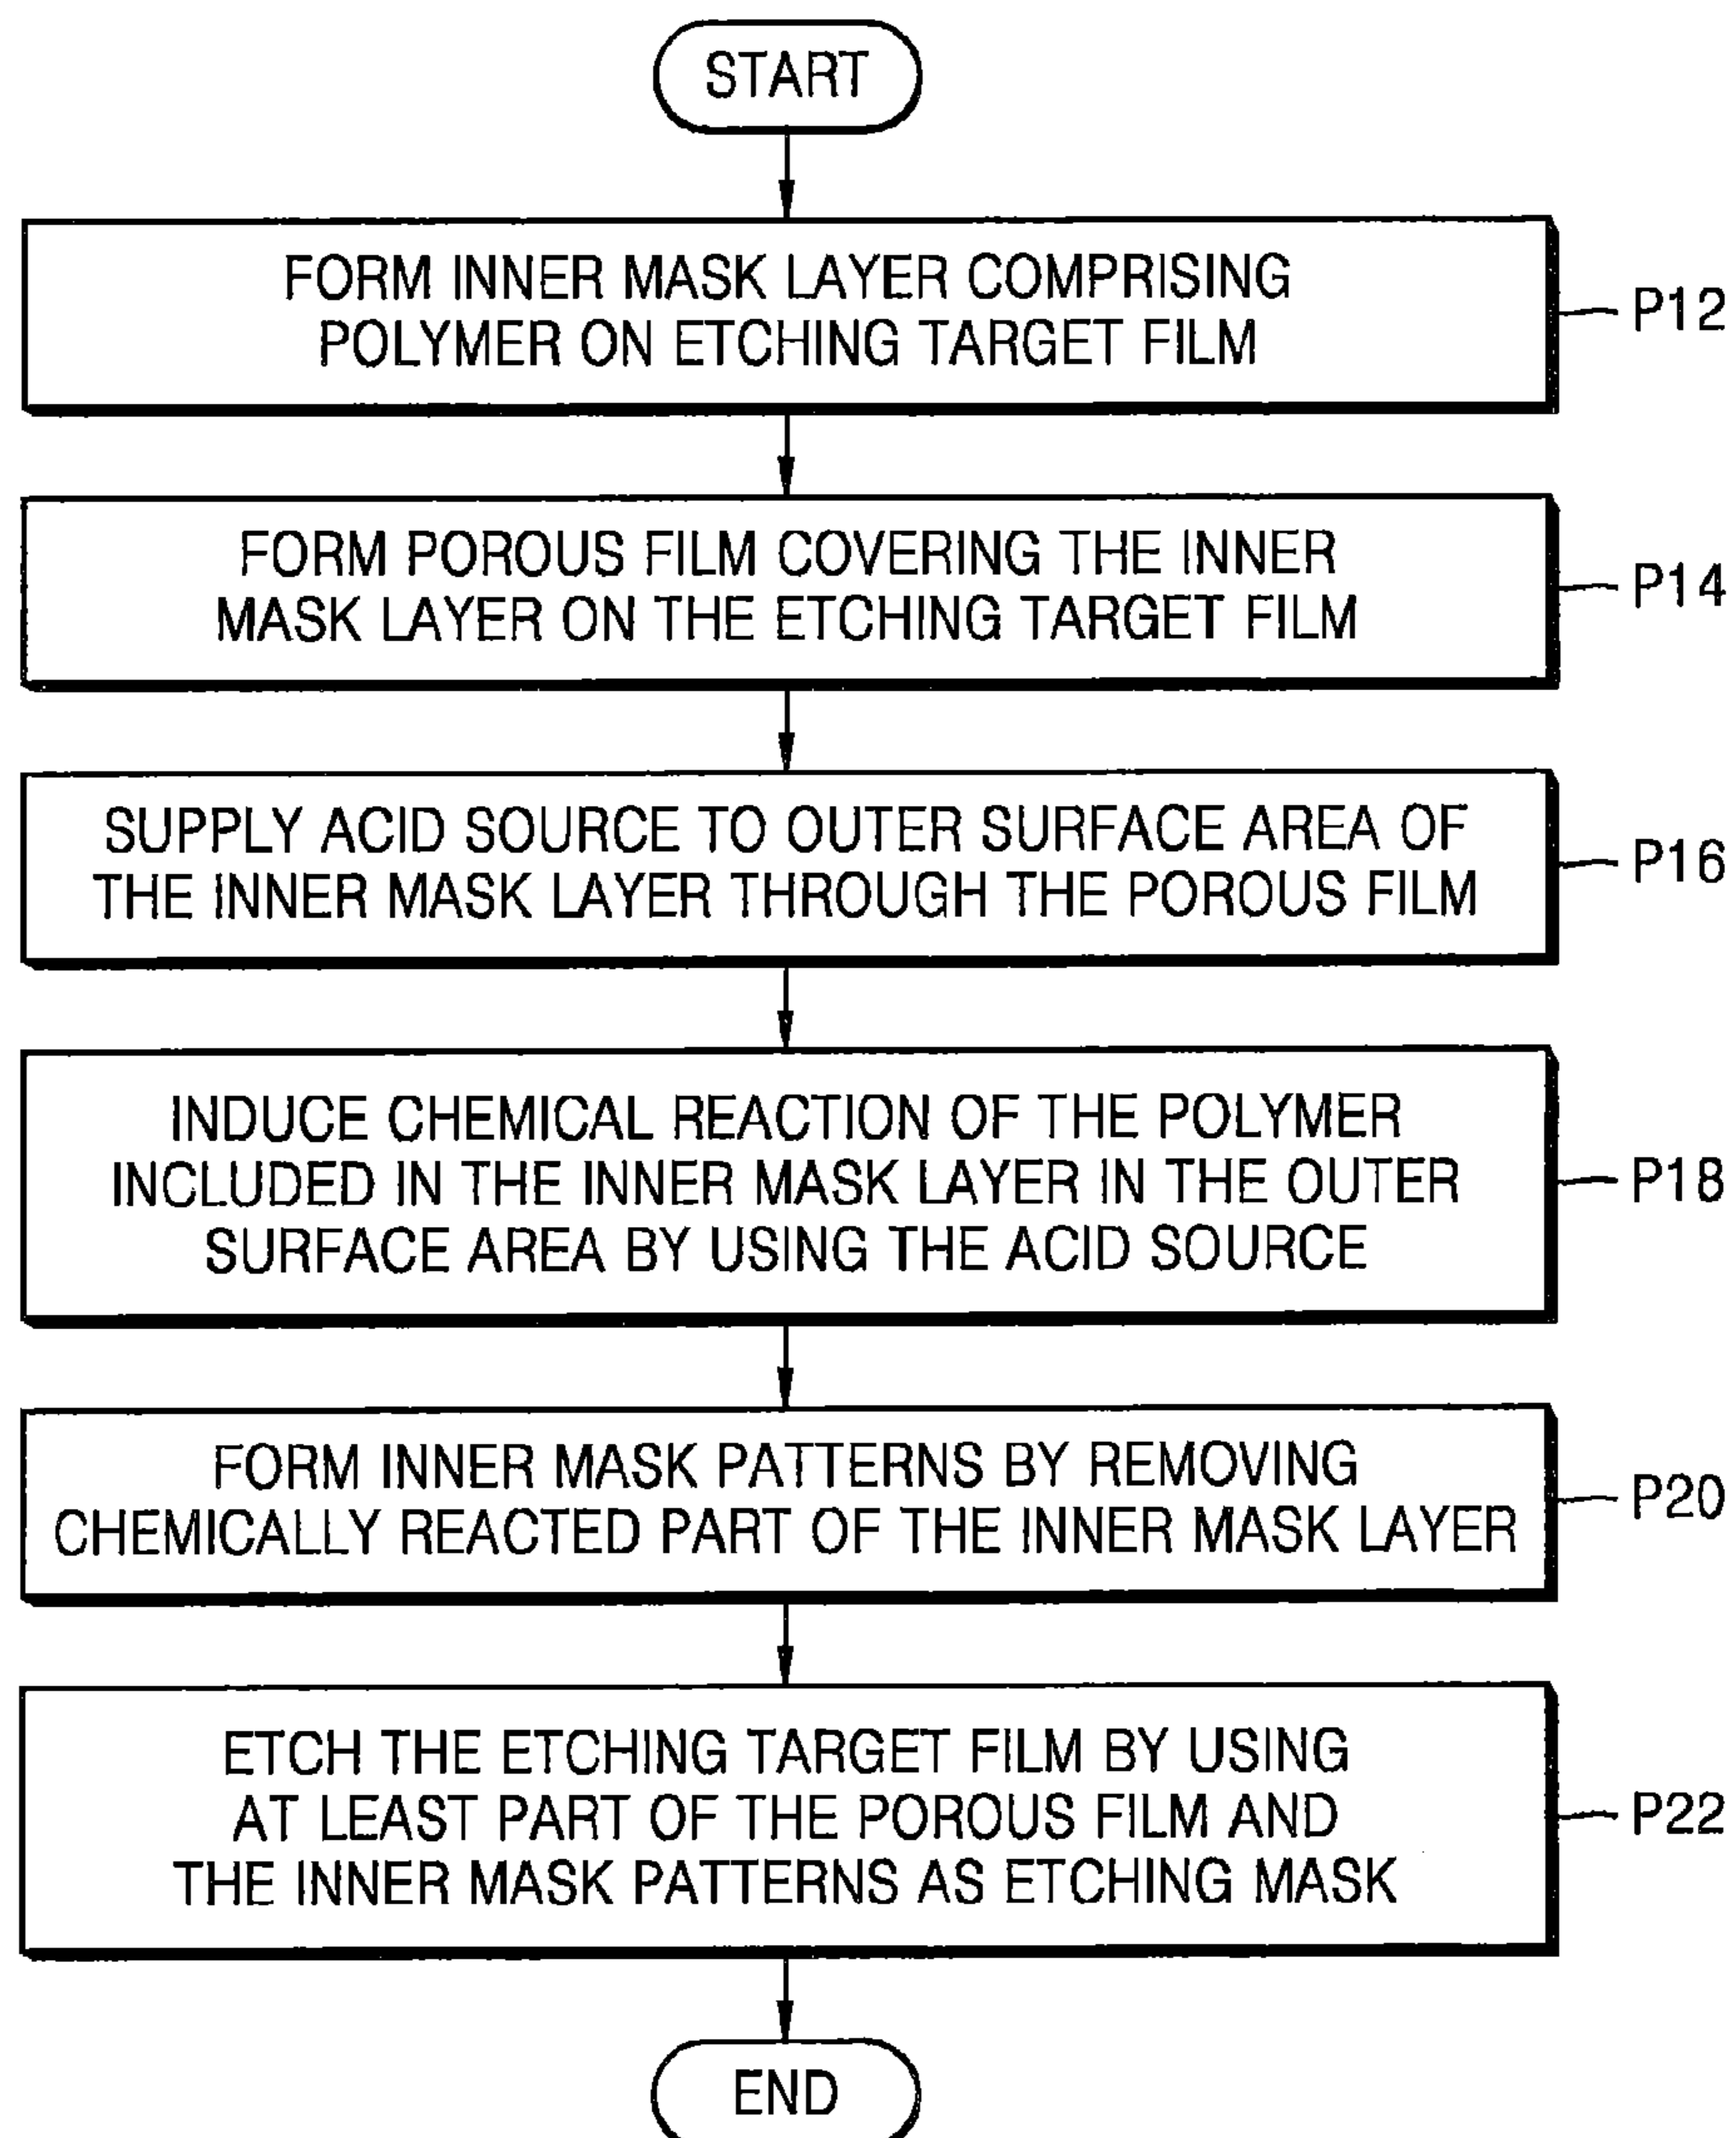 START
FORM INNER MASK LAYER COMPRISING
POLYMER ON ETCHING TARGET FILM
P12
FORM POROUS FILM COVERING THE INNER
MASK LAYER ON THE ETCHING TARGET FILM
P14
SUPPLY ACID SOURCE TO OUTER SURFACE AREA OF
THE INNER MASK LAYER THROUGH THE POROUS FILM
P16
INDUCE CHEMICAL REACTION OF THE POLYMER
INCLUDED IN THE INNER MASK LAYER IN THE OUTER
SURFACE AREA BY USING THE ACID SOURCE
P18
FORM INNER MASK PATTERNS BY REMOVING
CHEMICALLY REACTED PART OF THE INNER MASK LAYER
P20
ETCH THE ETCHING TARGET FILM BY USING
AT LEAST PART OF THE POROUS FILM AND
THE INNER MASK PATTERNS AS ETCHING MASK
P22
END